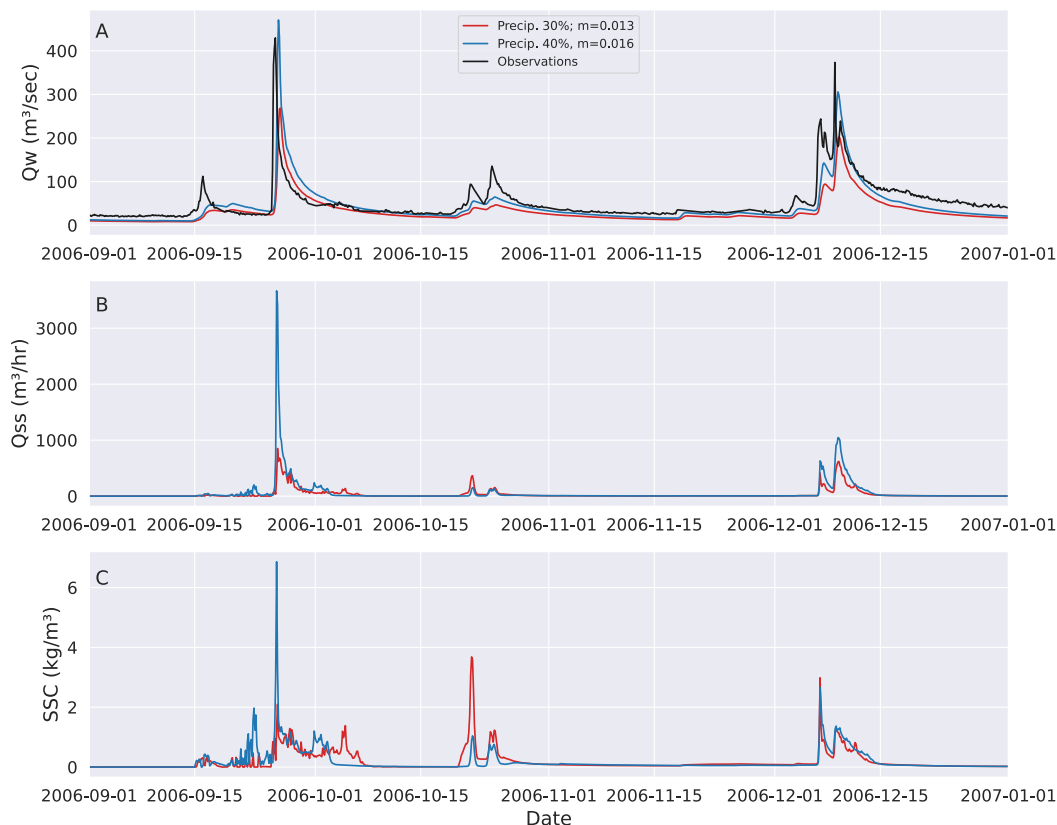 A
Precip. 30%; m=0.013
Precip. 40%, m=0.016
Observations
Qw (m³/sec)
400
300
200
100
0
2006-09-01 2006-09-15 2006-10-01 2006-10-15 2006-11-01 2006-11-15 2006-12-01 2006-12-15 2007-01-01
B
Qss (m³/hr)
3000
2000
1000
0
2006-09-01 2006-09-15 2006-10-01 2006-10-15 2006-11-01 2006-11-15 2006-12-01 2006-12-15 2007-01-01
C
SSC (kg/m³)
6
4
2
0
2006-09-01 2006-09-15 2006-10-01 2006-10-15 2006-11-01 2006-11-15 2006-12-01 2006-12-15 2007-01-01
Date